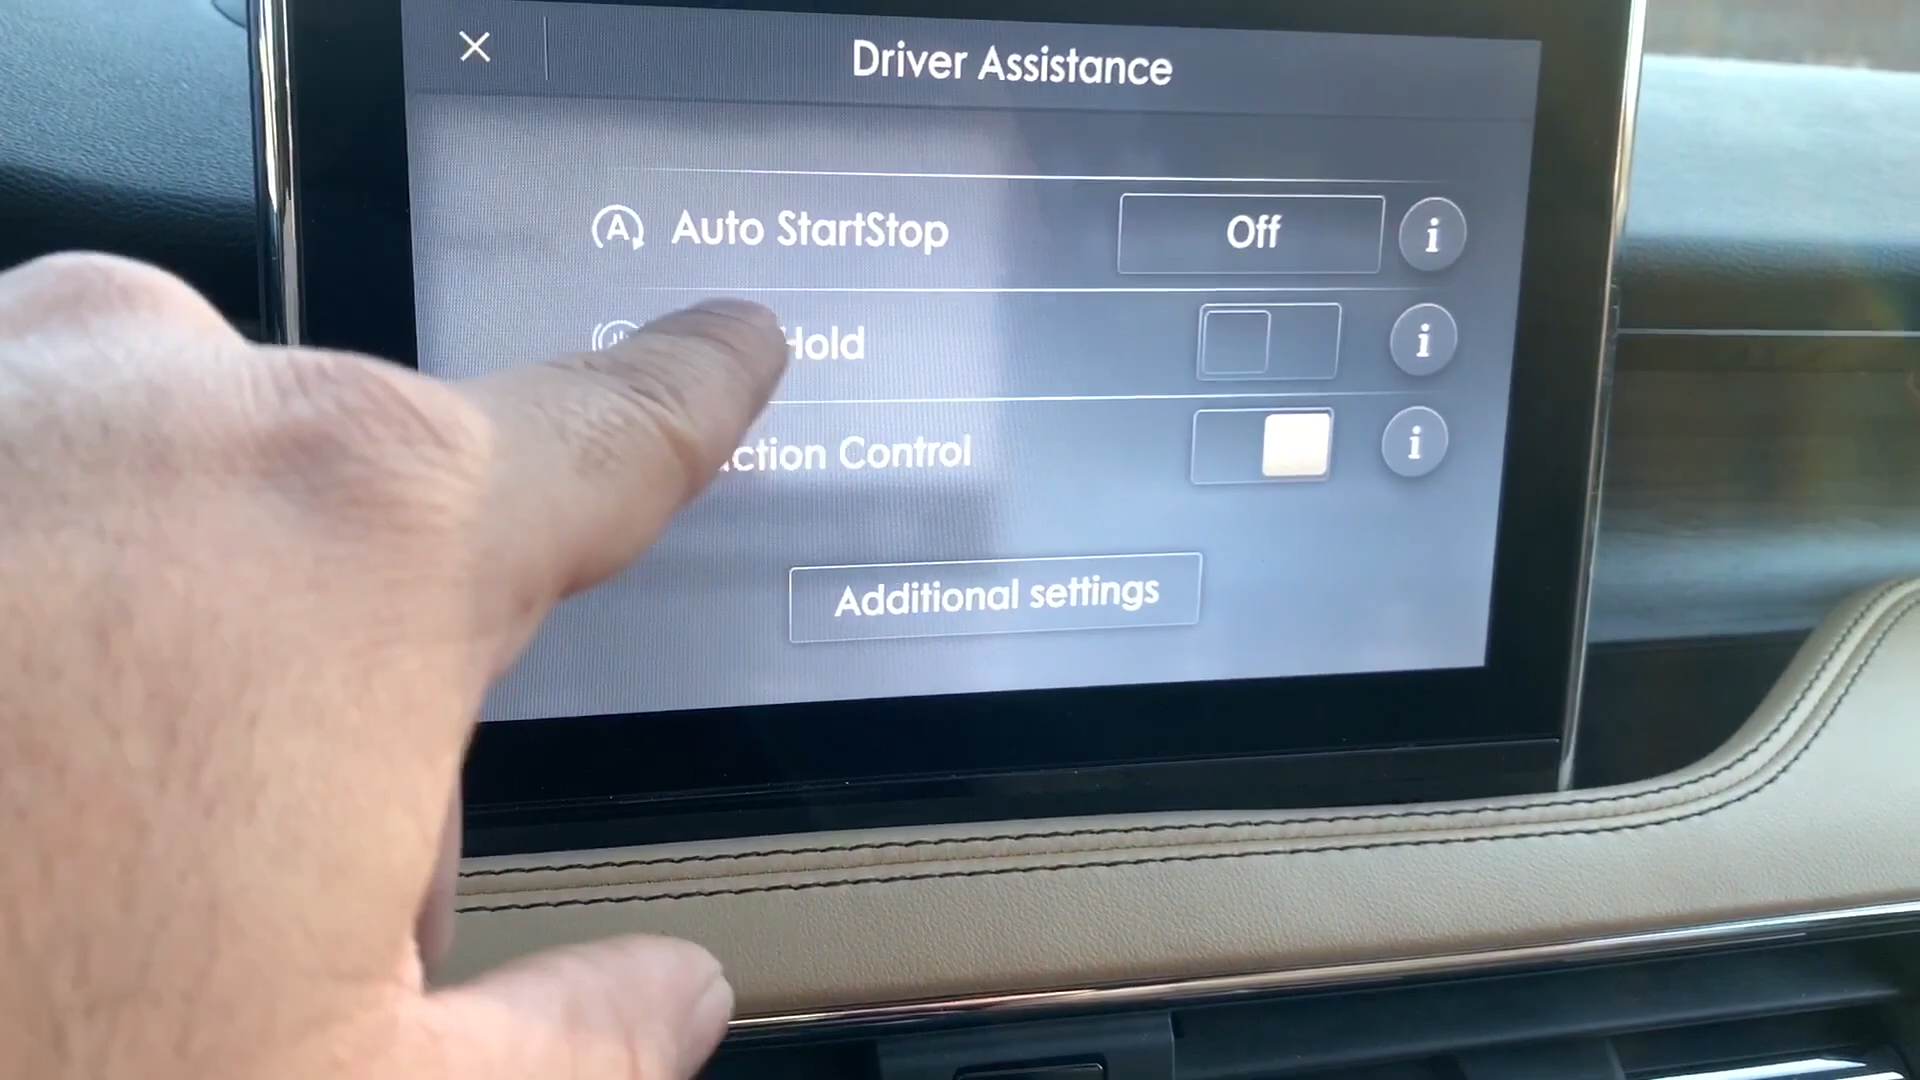 Driver Assistance
A Auto StartStop Off i
Hold i
ction Control i
Additional settings